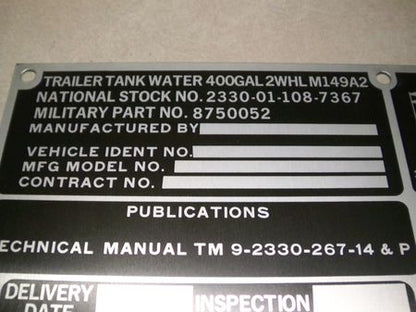 TRAILER TANK WATER 400GAL 2WHL M149A2
NATIONAL STOCK NO. 2330-01-108-7367
MILITARY PART NO. 8750052
MANUFACTURED BY
VEHICLE IDENT NO.
MFG MODEL NO.
CONTRACT NO.
PUBLICATIONS
ECHNICAL MANUAL TM 9-2330-267-14 & P
DELIVERY
DATE
INSPECTION